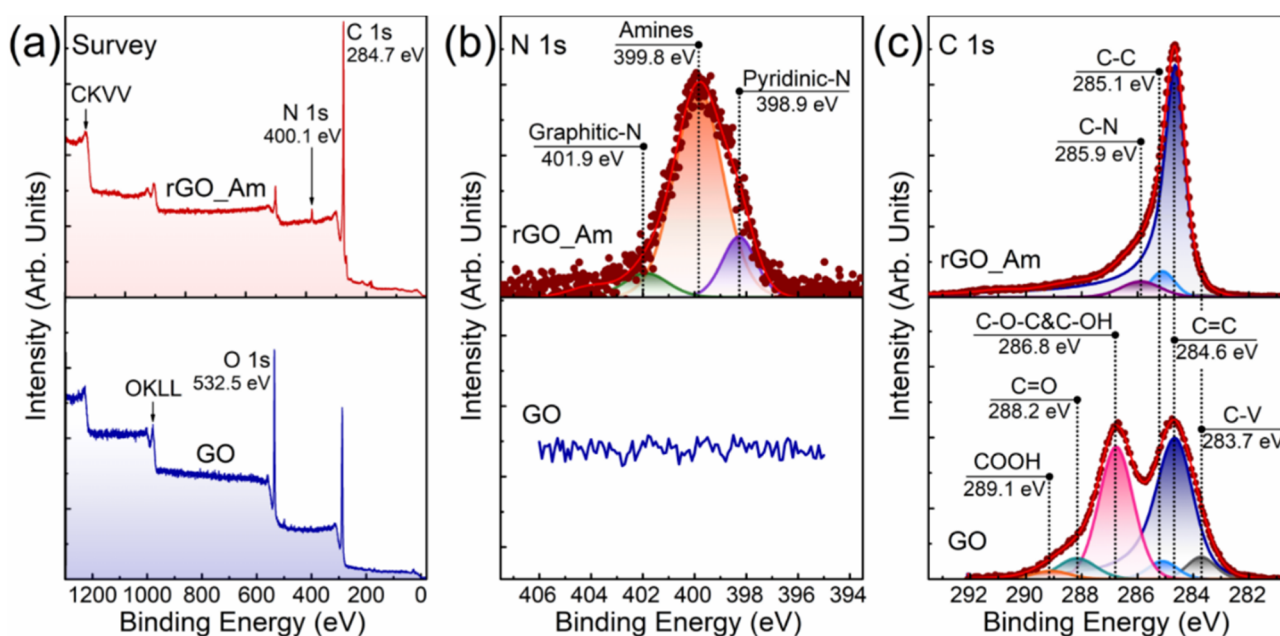 (a)
Survey
C 1s
284.7 eV
CKVV
N 1s
400.1 eV
rGO_Am
O 1s
532.5 eV
OKLL
GO
Intensity (Arb. Units)
1200 1000 800 600 400 200 0
Binding Energy (eV)
(b)
N 1s
Amines
399.8 eV
Pyridinic-N
398.9 eV
Graphitic-N
401.9 eV
rGO_Am
GO
Intensity (Arb. Units)
406 404 402 400 398 396 394
Binding Energy (eV)
(c)
C 1s
C-C
285.1 eV
C-N
285.9 eV
rGO_Am
C-O-C&C-OH
286.8 eV
C=C
284.6 eV
C=O
288.2 eV
C-V
283.7 eV
COOH
289.1 eV
GO
Intensity (Arb. Units)
292 290 288 286 284 282
Binding Energy (eV)